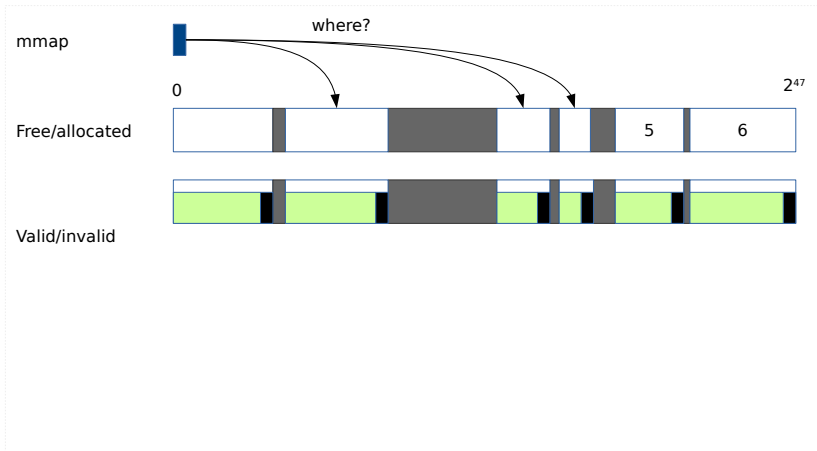 where?
mmap
0
2⁴⁷
Free/allocated
5
6
Valid/invalid